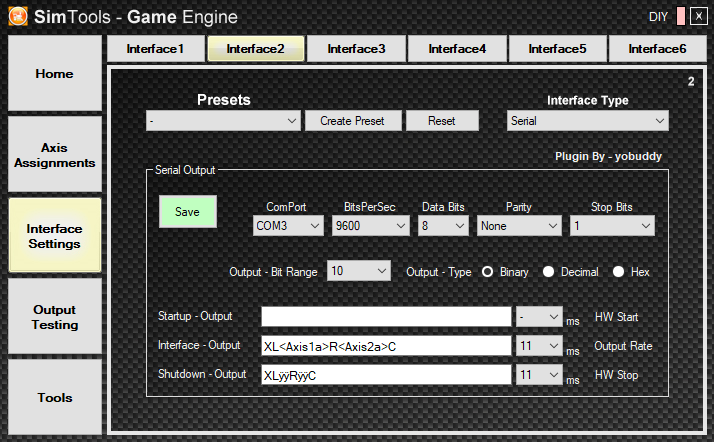 SimTools - Game Engine
DIY
X
Interface1
Interface2
Interface3
Interface4
Interface5
Interface6
Home
Axis
Assignments
Interface
Settings
Output
Testing
Tools
2
Presets
Interface Type
-
Create Preset
Reset
Serial
Plugin By - yobuddy
Serial Output
Save
ComPort
BitsPerSec
Data Bits
Parity
Stop Bits
COM3
9600
8
None
1
Output - Bit Range
10
Output - Type
Binary
Decimal
Hex
Startup - Output
-
ms
HW Start
Interface - Output
XL<Axis1a>R<Axis2a>C
11
ms
Output Rate
Shutdown - Output
XLÿÿRÿÿC
11
ms
HW Stop